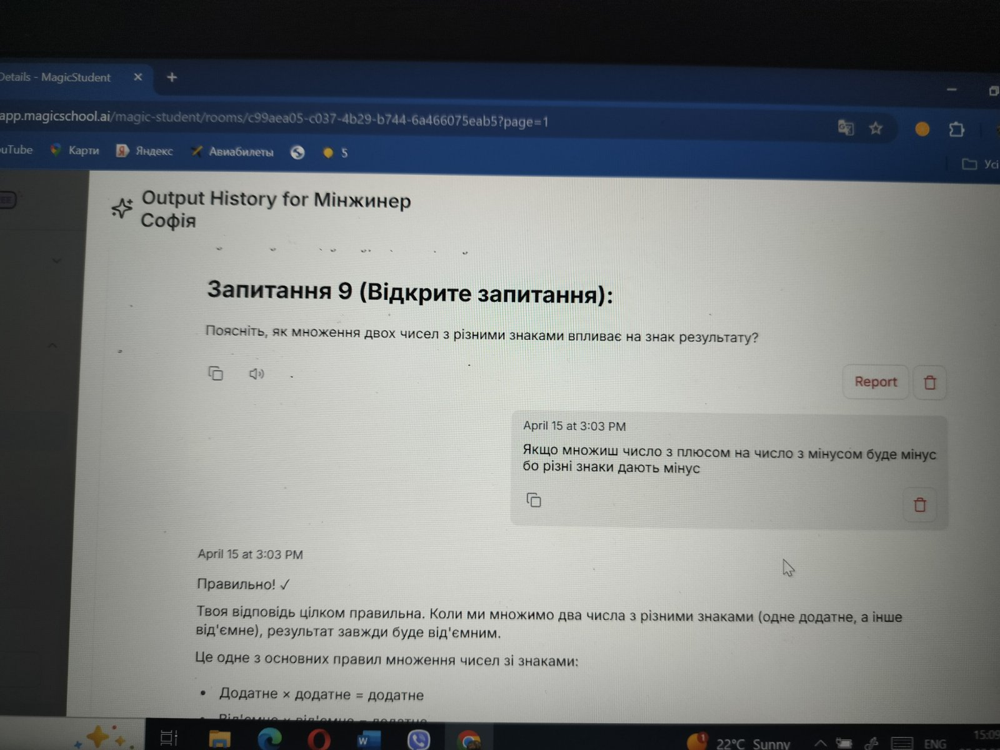 Details - MagicStudent
app.magicschool.ai/magic-student/rooms/c99aea05-c037-4b29-b744-6a466075eab5?page=1
Карти
Яндекс
Авиабилеты
5
Output History for Мінжинер
Софія
Запитання 9 (Відкрите запитання):
Поясніть, як множення двох чисел з різними знаками впливає на знак результату?
Report
April 15 at 3:03 PM
Якщо множиш число з плюсом на число з мінусом буде мінус
бо різні знаки дають мінус
April 15 at 3:03 PM
Правильно! ✓
Твоя відповідь цілком правильна. Коли ми множимо два числа з різними знаками (одне додатне, а інше
від'ємне), результат завжди буде від'ємним.
Це одне з основних правил множення чисел зі знаками:
• Додатне × додатне = додатне
22°C Sunny
ENG